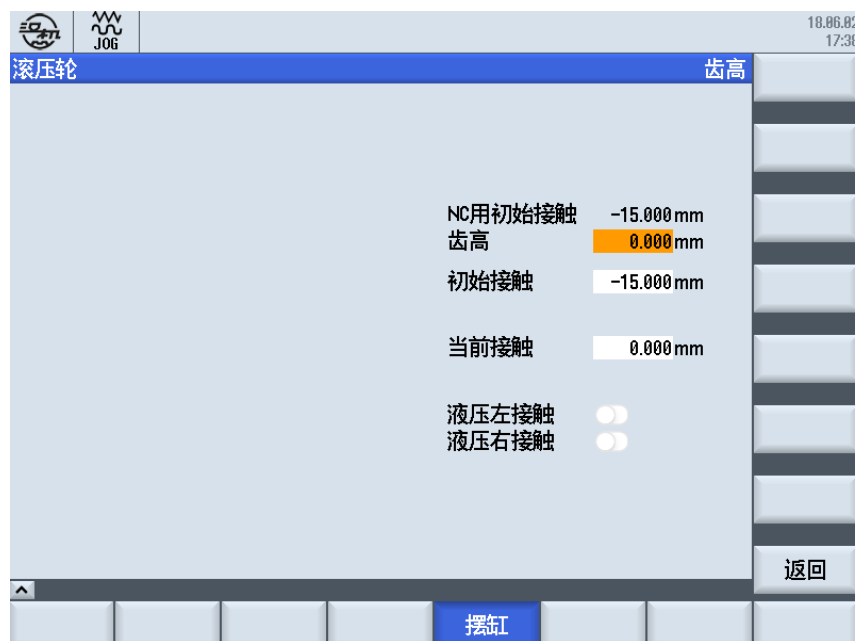 JOG
18.06.02
17:38
滚压轮 齿高
NC用初始接触 -15.000 mm
齿高 0.000 mm
初始接触 -15.000 mm
当前接触 0.000 mm
液压左接触
液压右接触
返回
摆缸